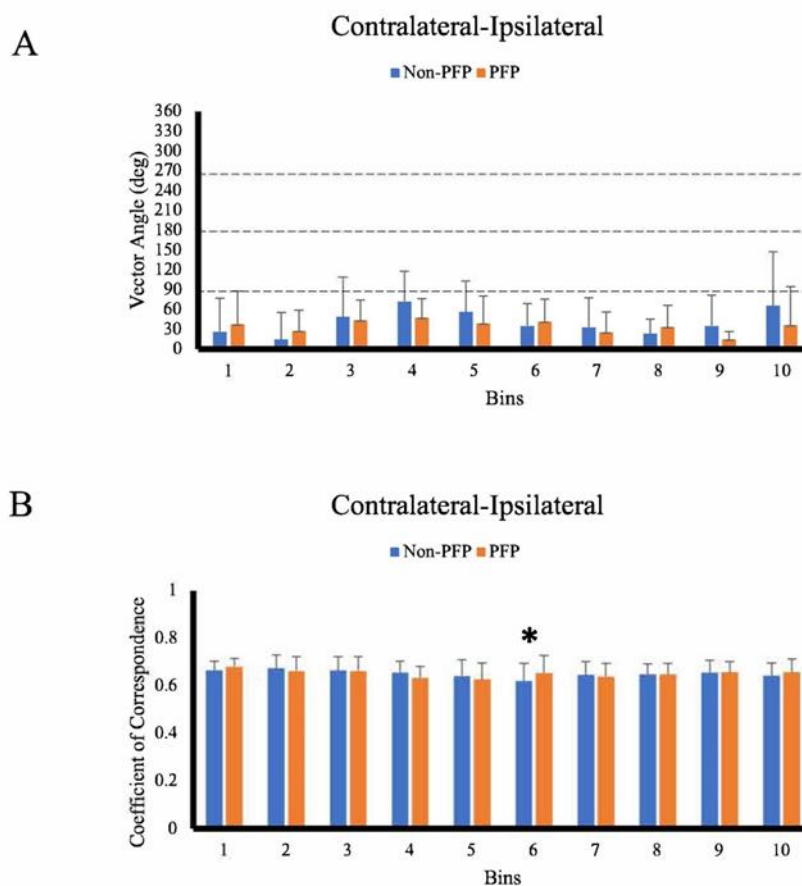 A
Contralateral-Ipsilateral
Non-PFP PFP
Vector Angle (deg)
360
330
300
270
240
210
180
150
120
90
60
30
0
1 2 3 4 5 6 7 8 9 10
Bins
B
Contralateral-Ipsilateral
Non-PFP PFP
Coefficient of Correspondence
1
0.8
0.6
0.4
0.2
0
*
1 2 3 4 5 6 7 8 9 10
Bins